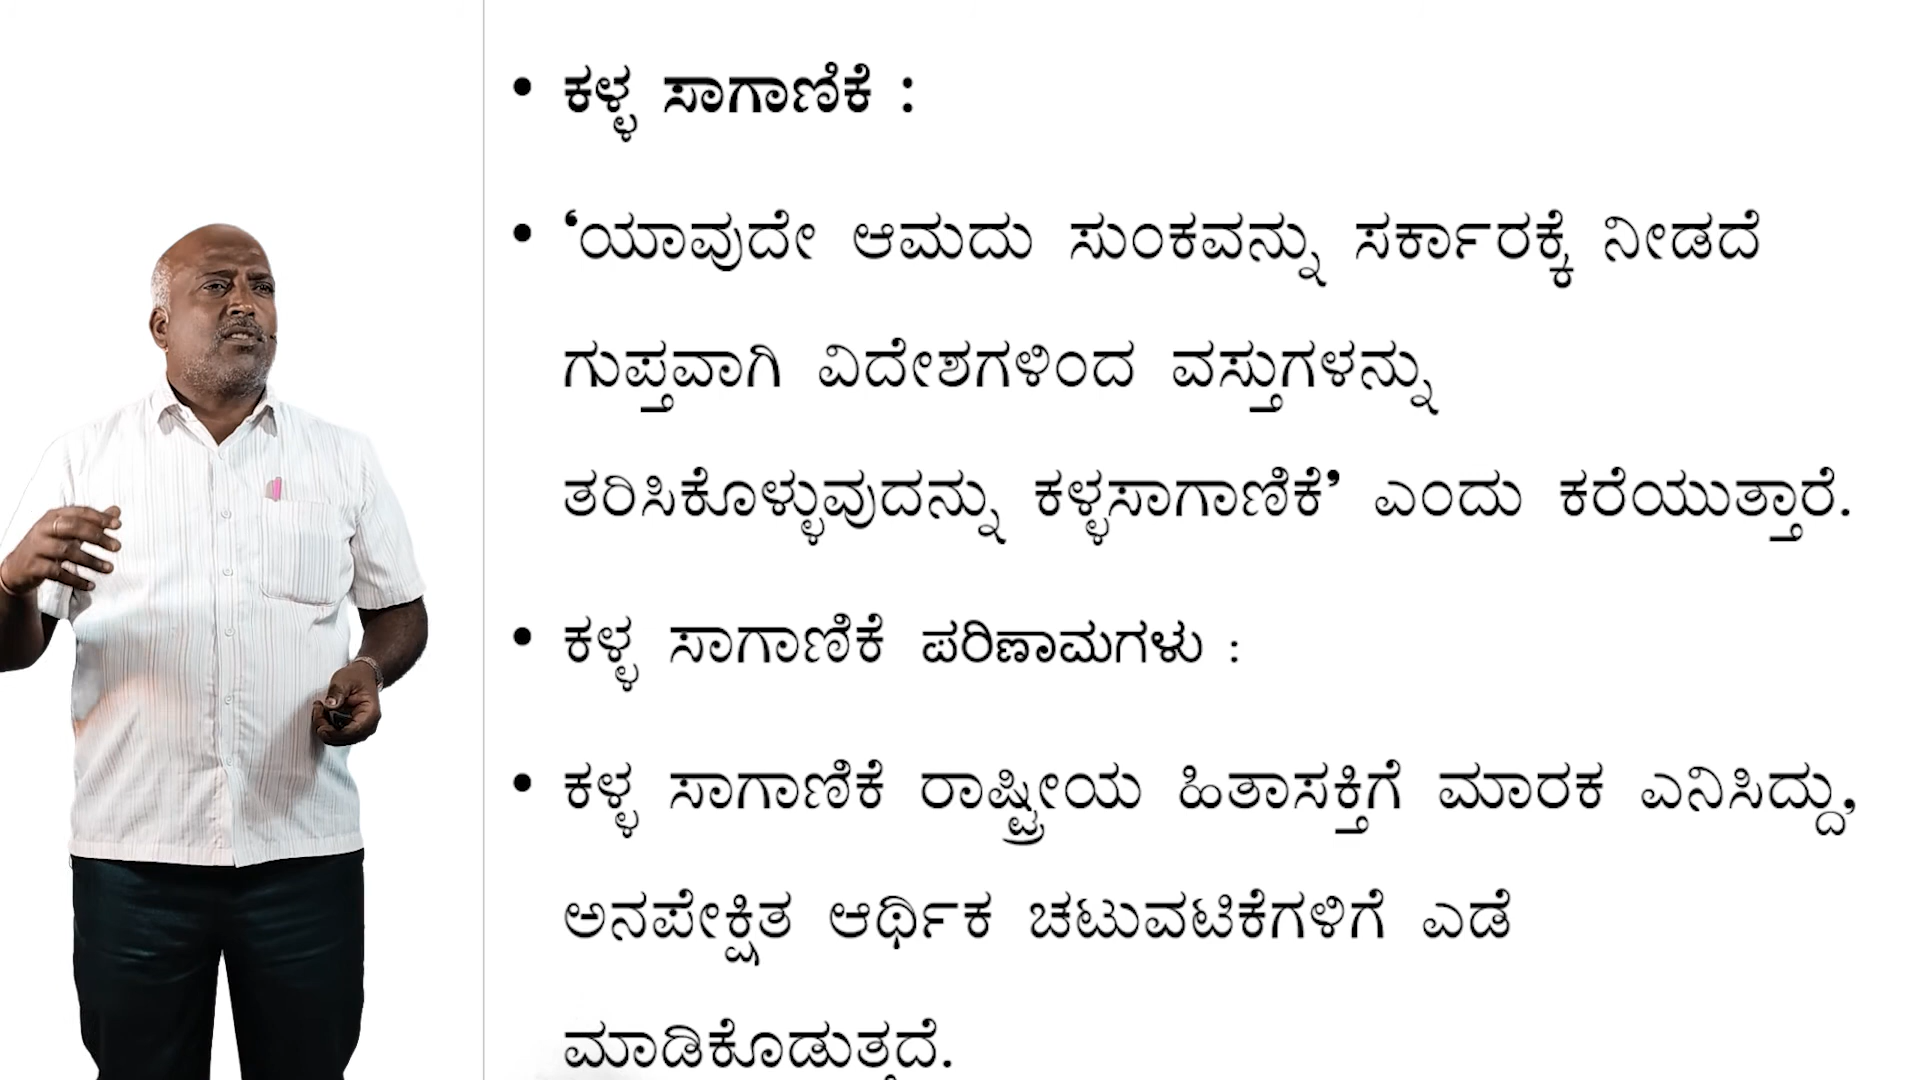 • ಕಳ್ಳ ಸಾಗಾಣಿಕೆ :
• ‘ಯಾವುದೇ ಆಮದು ಸುಂಕವನ್ನು ಸರ್ಕಾರಕ್ಕೆ ನೀಡದೆ
ಗುಪ್ತವಾಗಿ ವಿದೇಶಗಳಿಂದ ವಸ್ತುಗಳನ್ನು
ತರಿಸಿಕೊಳ್ಳುವುದನ್ನು ಕಳ್ಳಸಾಗಾಣಿಕೆ’ ಎಂದು ಕರೆಯುತ್ತಾರೆ.
• ಕಳ್ಳ ಸಾಗಾಣಿಕೆ ಪರಿಣಾಮಗಳು :
• ಕಳ್ಳ ಸಾಗಾಣಿಕೆ ರಾಷ್ಟ್ರೀಯ ಹಿತಾಸಕ್ತಿಗೆ ಮಾರಕ ಎನಿಸಿದ್ದು,
ಅನಪೇಕ್ಷಿತ ಆರ್ಥಿಕ ಚಟುವಟಿಕೆಗಳಿಗೆ ಎಡೆ
ಮಾಡಿಕೊಡುತ್ತದೆ.